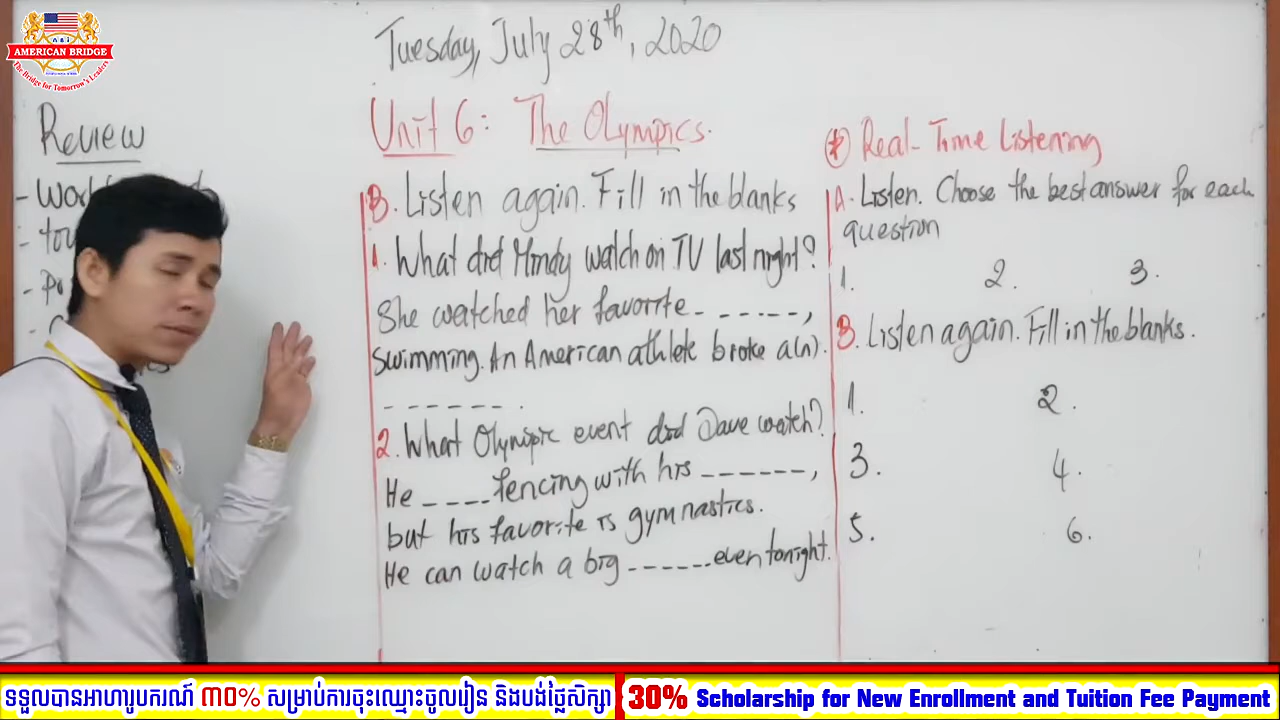 AMERICAN BRIDGE
The Bridge for Tomorrow's Leaders
Tuesday, July 28th, 2020
Unit 6: The Olympics.
Review
B. Listen again. Fill in the blanks
1. What did Mindy watch on TV last night?
She watched her favorite - - - - - -,
swimming. An American athlete broke a(n).
- - - - - - .
2. What Olympic event did Dave watch?
He _ _ _ _ fencing with his - - - - - - -,
but his favorite is gymnastics.
He can watch a big - - - - - - even tonight.
* Real-Time Listening
A. Listen. Choose the best answer for each
question
1. 2. 3.
B. Listen again. Fill in the blanks.
1. 2.
3. 4.
5. 6.
ទទួលបានអាហារូបករណ៍ ៣០% សម្រាប់ការចុះឈ្មោះចូលរៀន និងបង់ថ្លៃសិក្សា
30% Scholarship for New Enrollment and Tuition Fee Payment